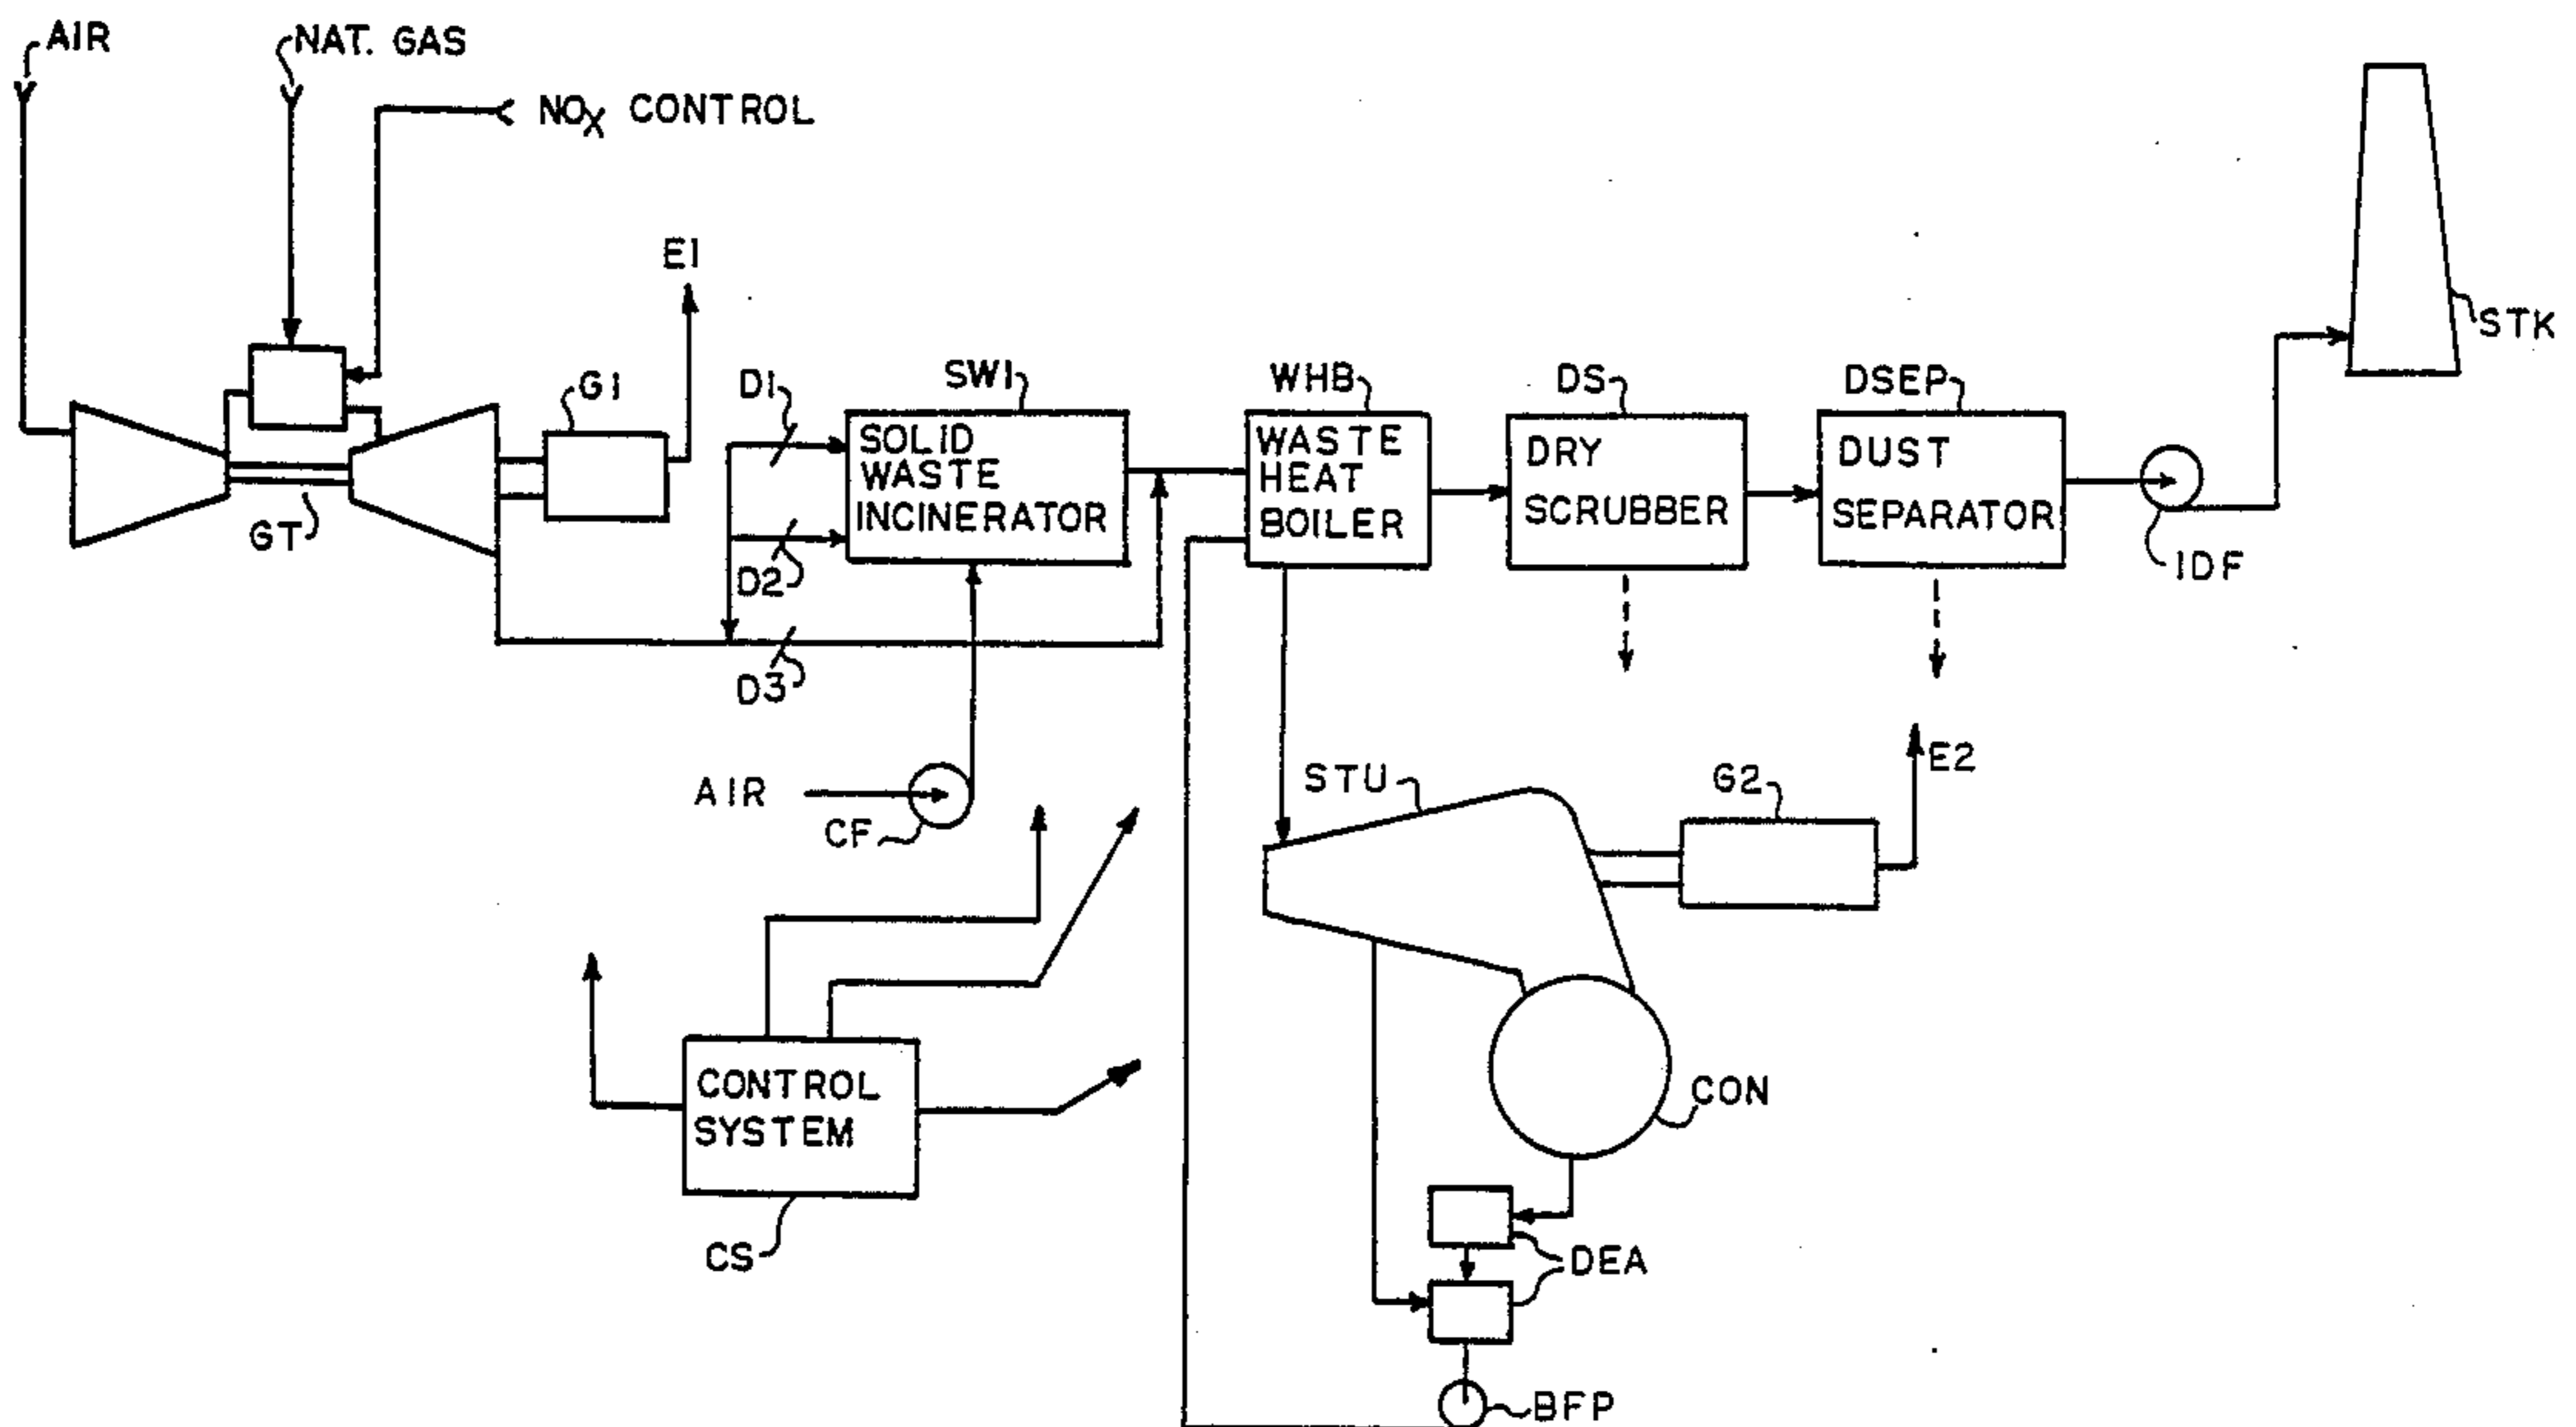 AIR
NAT. GAS
NOX CONTROL
E1
G1
GT
D1
D2
D3
SWI
SOLID
WASTE
INCINERATOR
WHB
WASTE
HEAT
BOILER
DS
DRY
SCRUBBER
DSEP
DUST
SEPARATOR
IDF
STK
AIR
CF
STU
G2
E2
CON
CONTROL
SYSTEM
CS
DEA
BFP